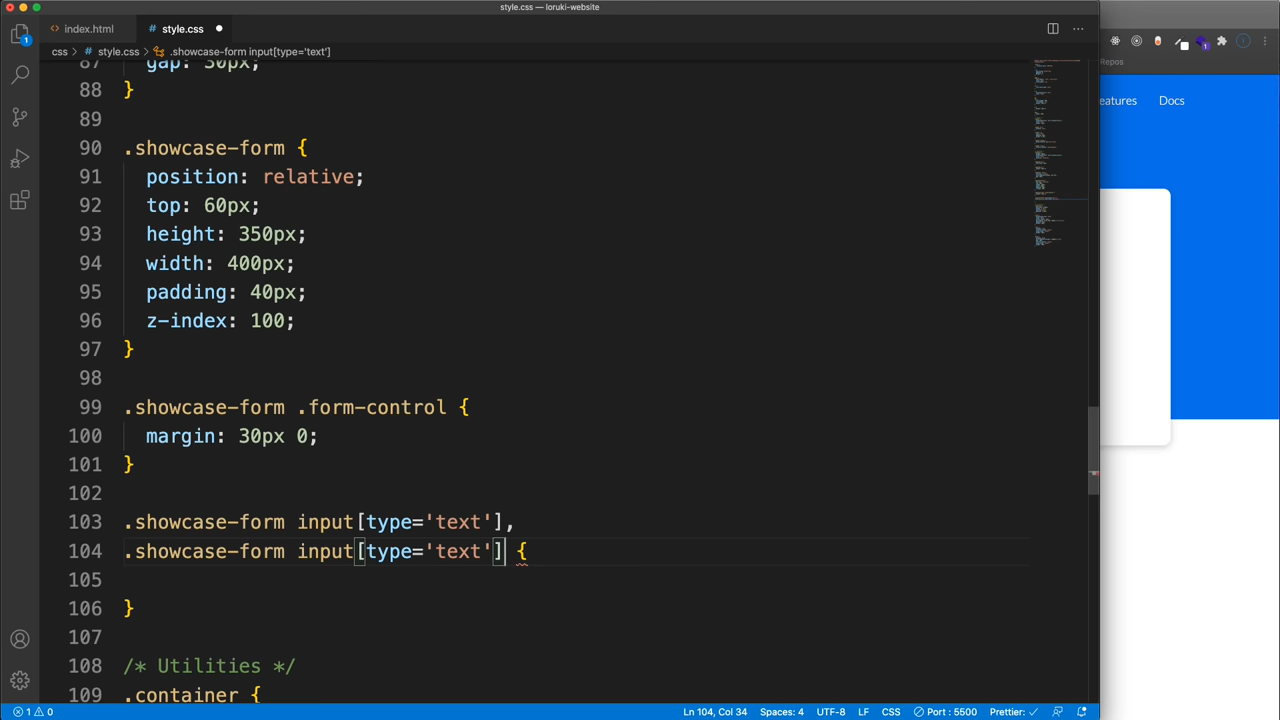 style.css — loruki-website
index.html
style.css
css > style.css > .showcase-form input[type='text']
87 gap: 30px;
88 }
89
90 .showcase-form {
91 position: relative;
92 top: 60px;
93 height: 350px;
94 width: 400px;
95 padding: 40px;
96 z-index: 100;
97 }
98
99 .showcase-form .form-control {
100 margin: 30px 0;
101 }
102
103 .showcase-form input[type='text'],
104 .showcase-form input[type='text'] {
105
106 }
107
108 /* Utilities */
109 .container {
1
1 0
Ln 104, Col 34
Spaces: 4
UTF-8
LF
CSS
Port : 5500
Prettier: ✓
1
Repos
eatures
Docs